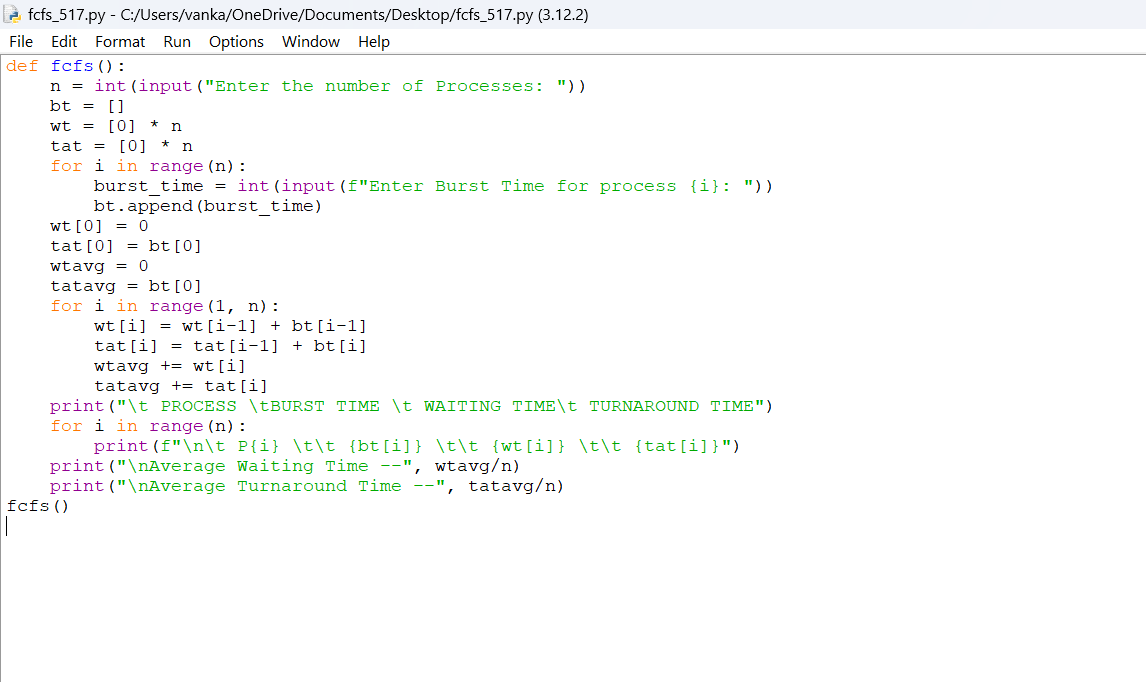 fcfs_517.py - C:/Users/vanka/OneDrive/Documents/Desktop/fcfs_517.py (3.12.2)
File Edit Format Run Options Window Help
def fcfs():
    n = int(input("Enter the number of Processes: "))
    bt = []
    wt = [0] * n
    tat = [0] * n
    for i in range(n):
        burst_time = int(input(f"Enter Burst Time for process {i}: "))
        bt.append(burst_time)
    wt[0] = 0
    tat[0] = bt[0]
    wtavg = 0
    tatavg = bt[0]
    for i in range(1, n):
        wt[i] = wt[i-1] + bt[i-1]
        tat[i] = tat[i-1] + bt[i]
        wtavg += wt[i]
        tatavg += tat[i]
    print("\t PROCESS \tBURST TIME \t WAITING TIME\t TURNAROUND TIME")
    for i in range(n):
        print(f"\n\t P{i} \t\t {bt[i]} \t\t {wt[i]} \t\t {tat[i]}")
    print("\nAverage Waiting Time --", wtavg/n)
    print("\nAverage Turnaround Time --", tatavg/n)
fcfs()